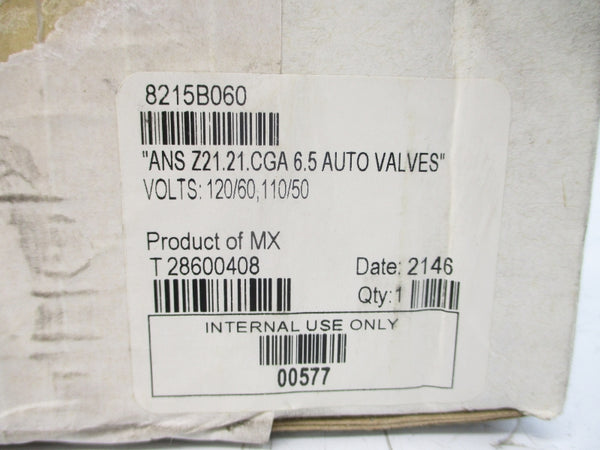 8215B060
"ANS Z21.21.CGA 6.5 AUTO VALVES"
VOLTS: 120/60,110/50
Product of MX
T 28600408 Date: 2146
Qty:1
INTERNAL USE ONLY
00577